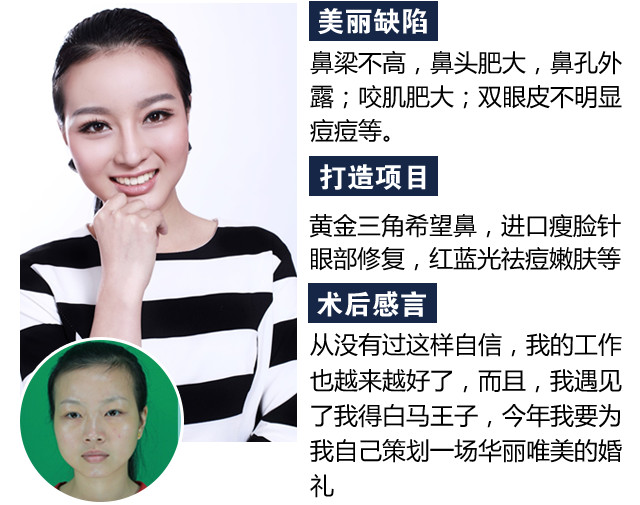 美丽缺陷
鼻梁不高，鼻头肥大，鼻孔外
露；咬肌肥大；双眼皮不明显
痘痘等。
打造项目
黄金三角希望鼻，进口瘦脸针
眼部修复，红蓝光祛痘嫩肤等
术后感言
从没有过这样自信，我的工作
也越来越好了，而且，我遇见
了我得白马王子，今年我要为
我自己策划一场华丽唯美的婚
礼